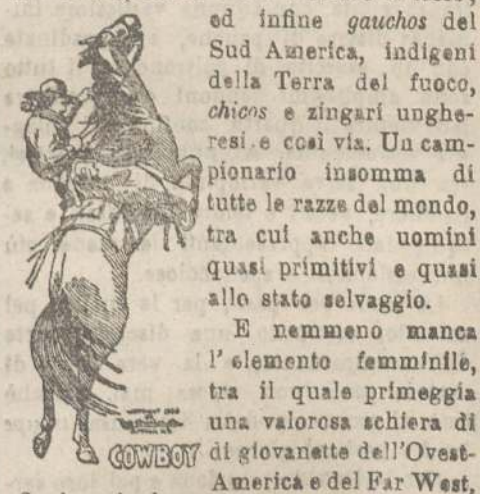 ed infine gauchos del
Sud America, indigeni
della Terra del fuoco,
chicos e zingari unghe-
resi e così via. Un cam-
pionario insomma di
tutte le razze del mondo,
tra cui anche uomini
quasi primitivi e quasi
allo stato selvaggio.
E nemmeno manca
l'elemento femminile,
tra il quale primeggia
una valorosa schiera di
di giovanette dell'Ovest-
America e del Far West,
COWBOY